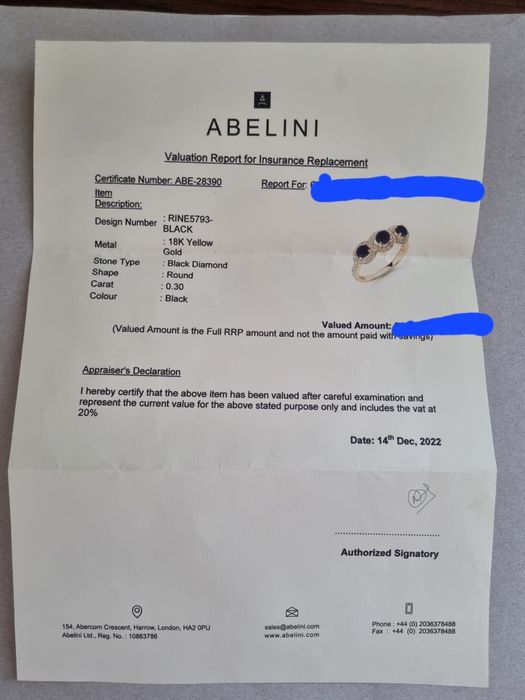 ABELINI
Valuation Report for Insurance Replacement
Certificate Number: ABE-28390 Report For:
Item
Description:
Design Number : RINE5793-
BLACK
Metal : 18K Yellow
Gold
Stone Type : Black Diamond
Shape : Round
Carat : 0.30
Colour : Black
Valued Amount:
(Valued Amount is the Full RRP amount and not the amount paid with savings)
Appraiser's Declaration
I hereby certify that the above item has been valued after careful examination and
represent the current value for the above stated purpose only and includes the vat at
20%
Date: 14th Dec, 2022
Authorized Signatory
154, Abercorn Crescent, Harrow, London, HA2 0PU
Abelini Ltd., Reg. No. : 10863786
sales@abelini.com
www.abelini.com
Phone : +44 (0) 2036378488
Fax : +44 (0) 2036378488